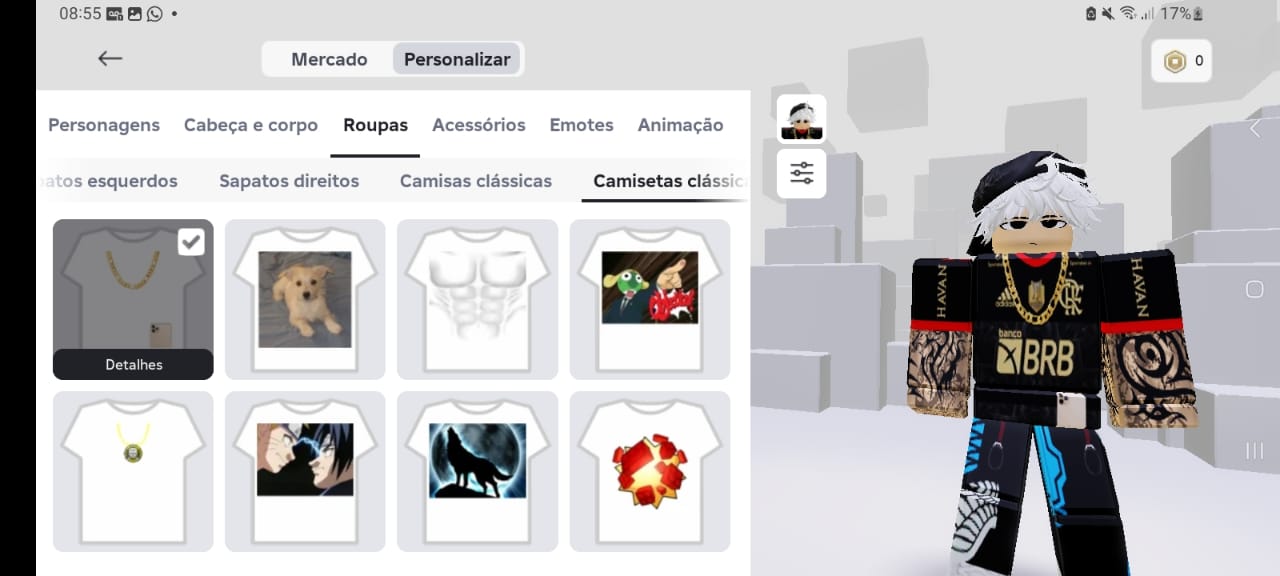 08:55
17%
Mercado
Personalizar
0
Personagens
Cabeça e corpo
Roupas
Acessórios
Emotes
Animação
atos esquerdos
Sapatos direitos
Camisas clássicas
Camisetas clássic
Detalhes
HAVAN
HAVAN
adidas
banco
BRB